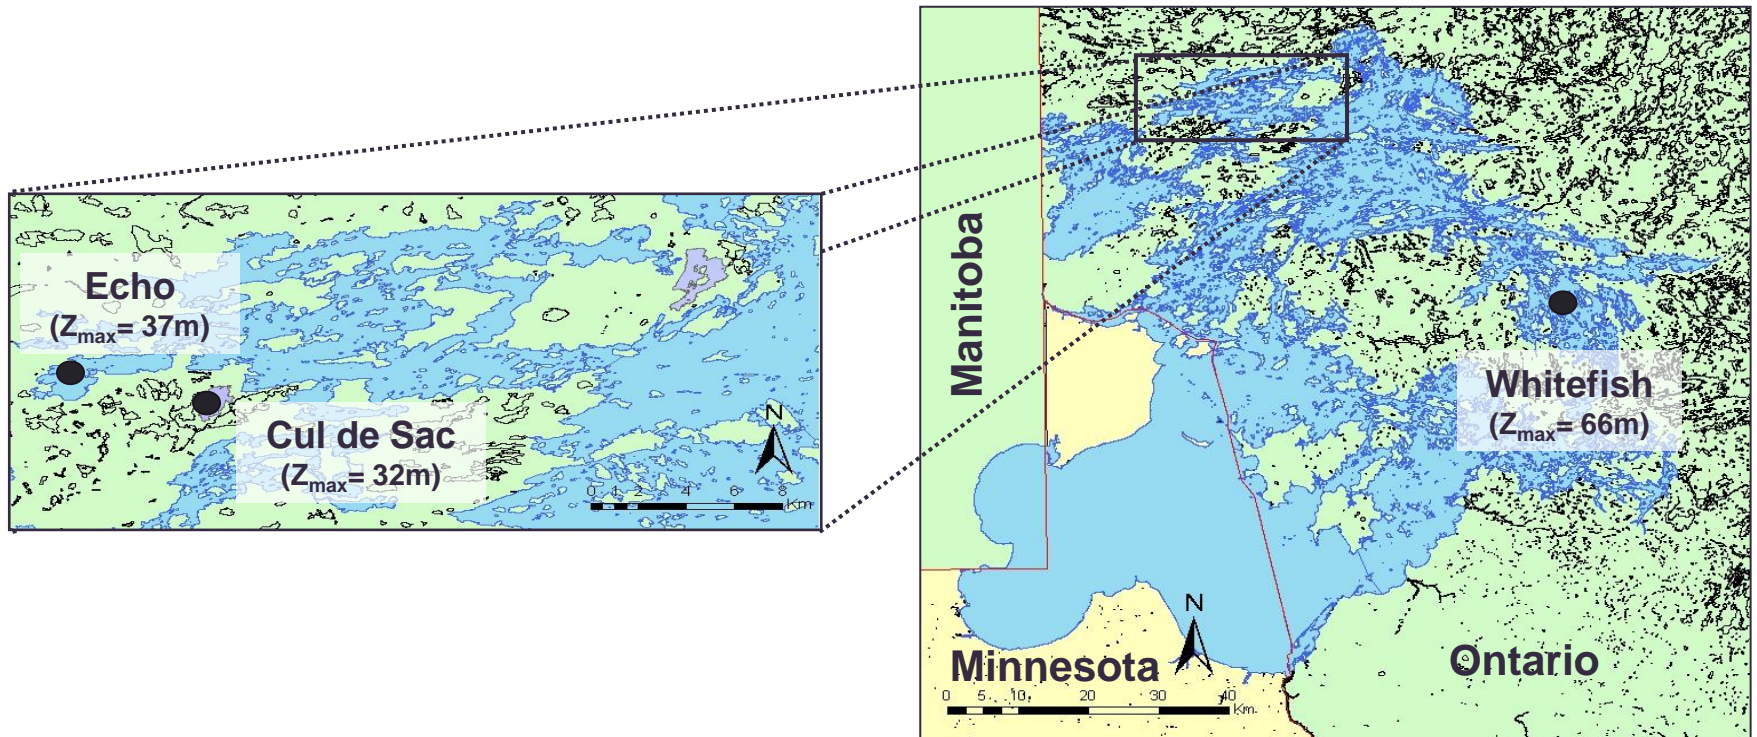 Echo
(Zmax= 37m)
Cul de Sac
(Zmax= 32m)
N
0 1 2 4 6 8
Km
Manitoba
Whitefish
(Zmax= 66m)
N
Minnesota
Ontario
0 5 10 20 30 40
Km